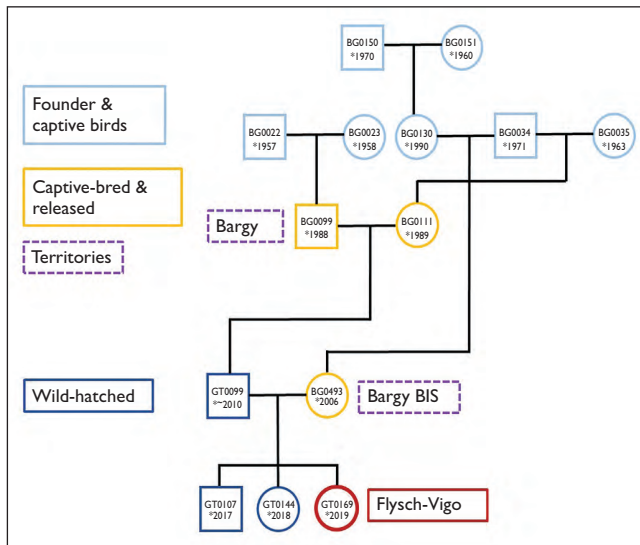 BG0150
*1970
BG0151
*1960
Founder &
captive birds
BG0022
*1957
BG0023
*1958
BG0130
*1990
BG0034
*1971
BG0035
*1963
Captive-bred &
released
Bargy
BG0099
*1988
BG0111
*1989
Territories
Wild-hatched
GT0099
*~2010
BG0493
*2006
Bargy BIS
GT0107
*2017
GT0144
*2018
GT0169
*2019
Flysch-Vigo